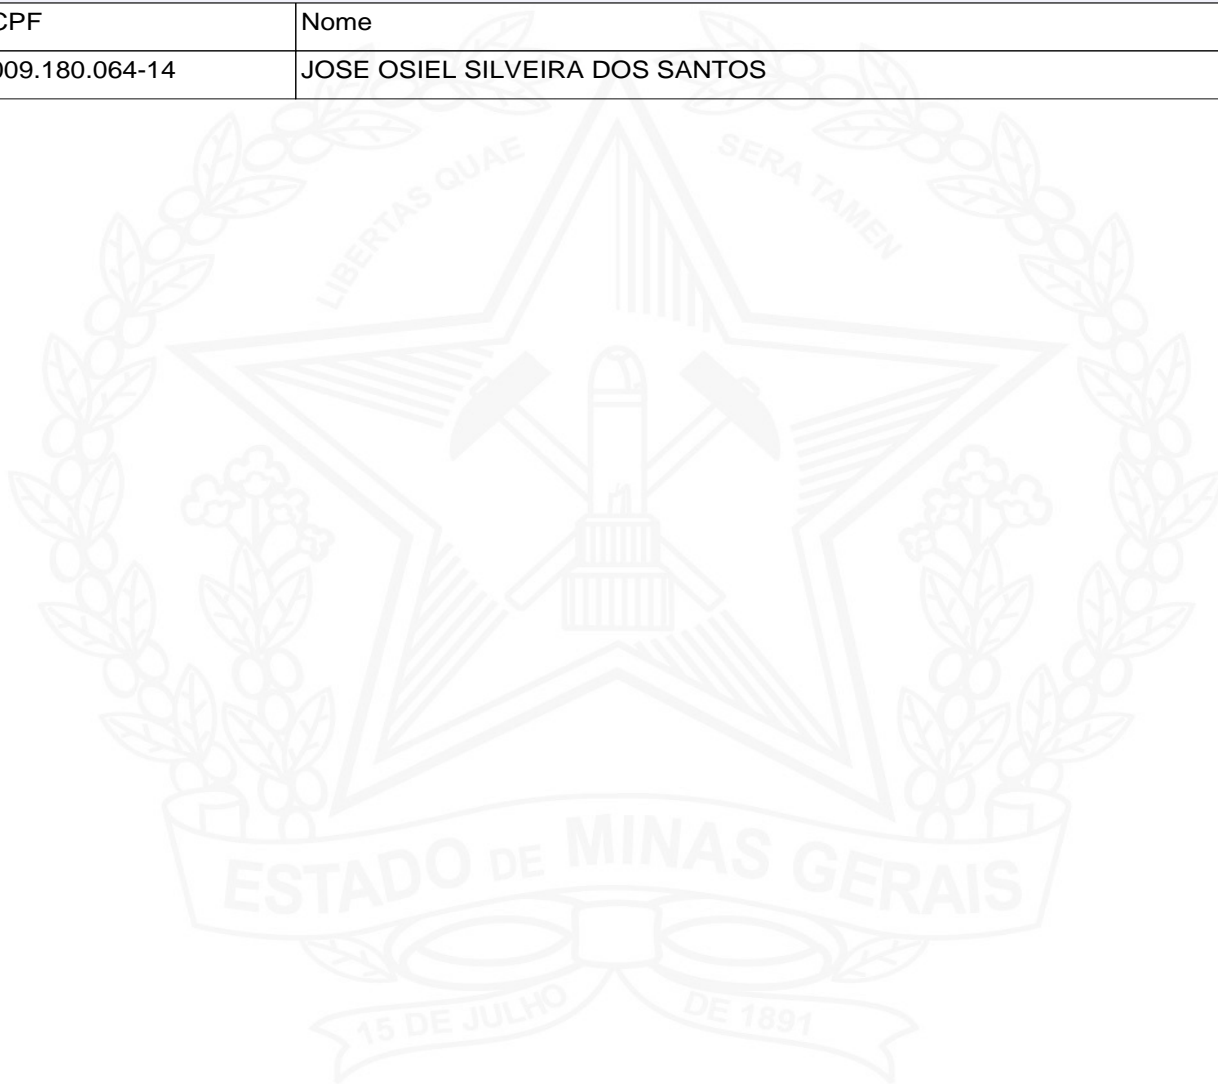 CPF Nome
009.180.064-14 JOSE OSIEL SILVEIRA DOS SANTOS
LIBERTAS QUAE SERA TAMEN
ESTADO DE MINAS GERAIS
15 DE JULHO DE 1891